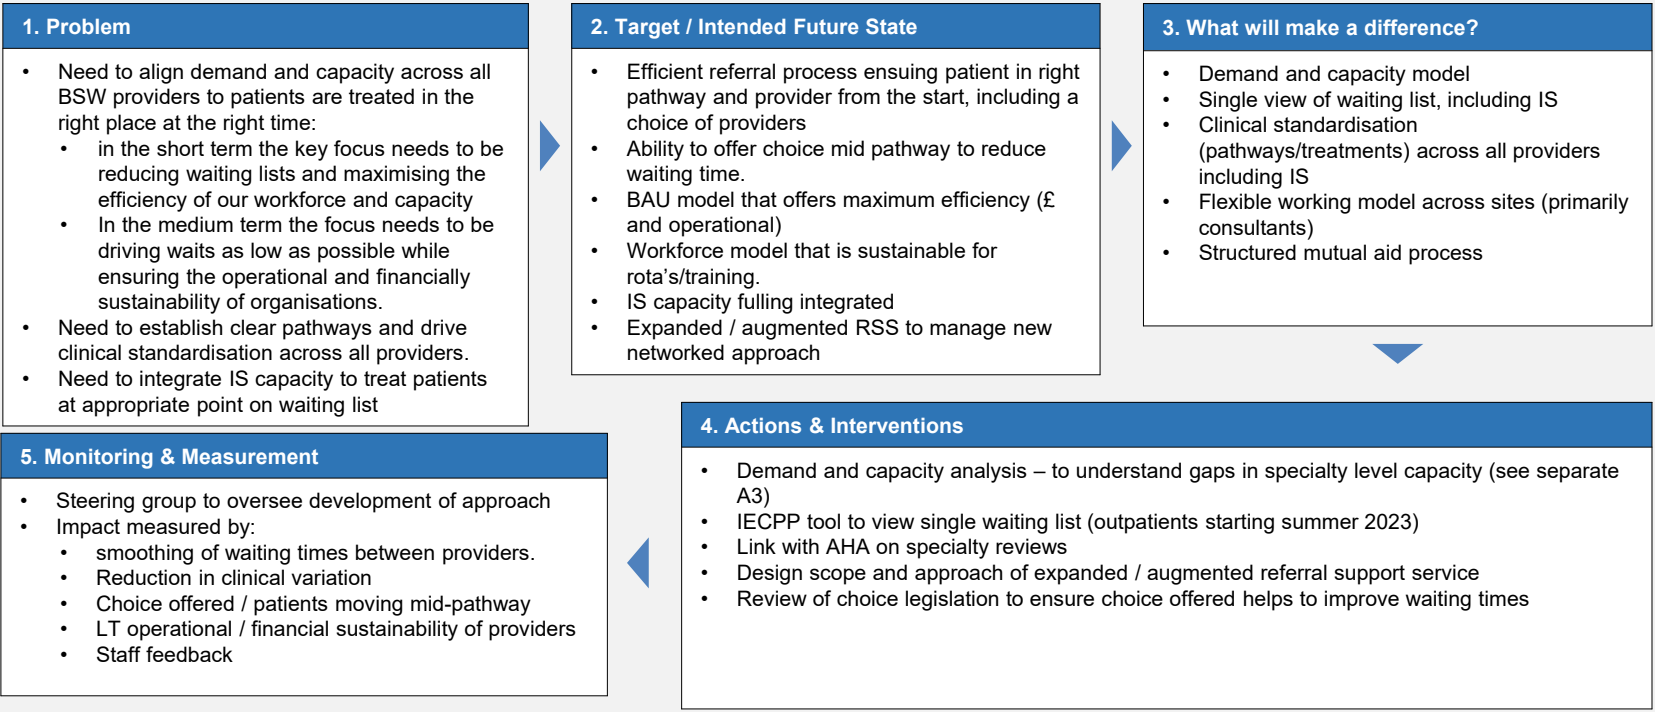 1. Problem
• Need to align demand and capacity across all
BSW providers to patients are treated in the
right place at the right time:
• in the short term the key focus needs to be
reducing waiting lists and maximising the
efficiency of our workforce and capacity
• In the medium term the focus needs to be
driving waits as low as possible while
ensuring the operational and financially
sustainability of organisations.
• Need to establish clear pathways and drive
clinical standardisation across all providers.
• Need to integrate IS capacity to treat patients
at appropriate point on waiting list
2. Target / Intended Future State
• Efficient referral process ensuing patient in right
pathway and provider from the start, including a
choice of providers
• Ability to offer choice mid pathway to reduce
waiting time.
• BAU model that offers maximum efficiency (£
and operational)
• Workforce model that is sustainable for
rota’s/training.
• IS capacity fulling integrated
• Expanded / augmented RSS to manage new
networked approach
3. What will make a difference?
• Demand and capacity model
• Single view of waiting list, including IS
• Clinical standardisation
(pathways/treatments) across all providers
including IS
• Flexible working model across sites (primarily
consultants)
• Structured mutual aid process
4. Actions & Interventions
• Demand and capacity analysis – to understand gaps in specialty level capacity (see separate
A3)
• IECPP tool to view single waiting list (outpatients starting summer 2023)
• Link with AHA on specialty reviews
• Design scope and approach of expanded / augmented referral support service
• Review of choice legislation to ensure choice offered helps to improve waiting times
5. Monitoring & Measurement
• Steering group to oversee development of approach
• Impact measured by:
• smoothing of waiting times between providers.
• Reduction in clinical variation
• Choice offered / patients moving mid-pathway
• LT operational / financial sustainability of providers
• Staff feedback